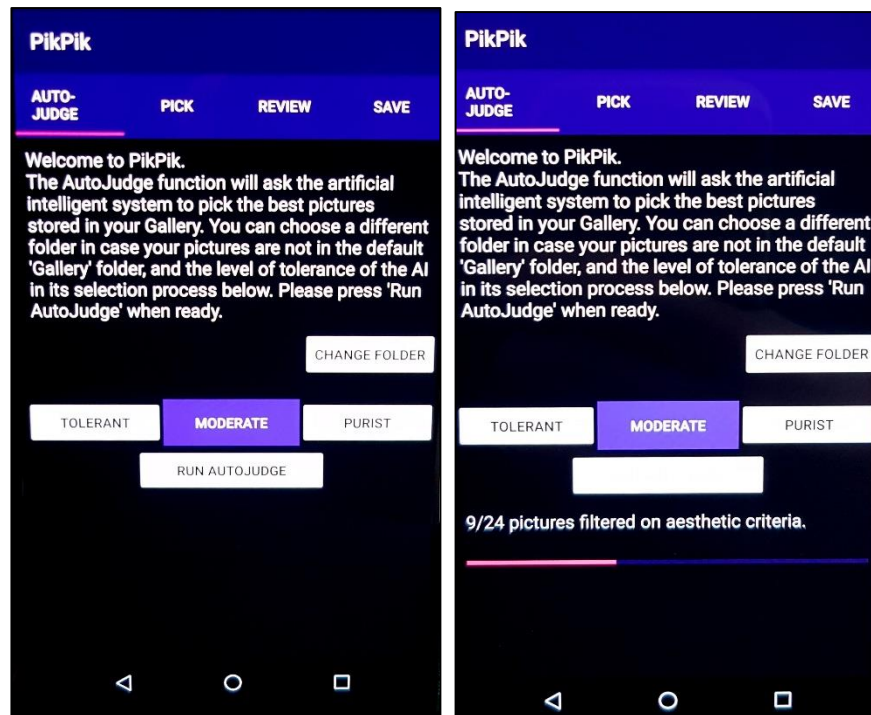 PikPik
AUTO-
JUDGE
PICK
REVIEW
SAVE
Welcome to PikPik.
The AutoJudge function will ask the artificial
intelligent system to pick the best pictures
stored in your Gallery. You can choose a different
folder in case your pictures are not in the default
'Gallery' folder, and the level of tolerance of the AI
in its selection process below. Please press 'Run
AutoJudge' when ready.
CHANGE FOLDER
TOLERANT
MODERATE
PURIST
RUN AUTOJUDGE
PikPik
AUTO-
JUDGE
PICK
REVIEW
SAVE
Welcome to PikPik.
The AutoJudge function will ask the artificial
intelligent system to pick the best pictures
stored in your Gallery. You can choose a different
folder in case your pictures are not in the default
'Gallery' folder, and the level of tolerance of the AI
in its selection process below. Please press 'Run
AutoJudge' when ready.
CHANGE FOLDER
TOLERANT
MODERATE
PURIST
9/24 pictures filtered on aesthetic criteria.